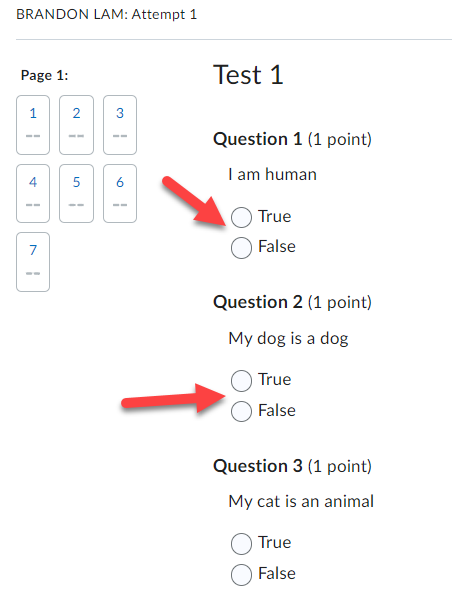 BRANDON LAM: Attempt 1
Page 1:
1 2 3
-- -- --
4 5 6
-- -- --
7
--
Test 1
Question 1 (1 point)
I am human
True
False
Question 2 (1 point)
My dog is a dog
True
False
Question 3 (1 point)
My cat is an animal
True
False